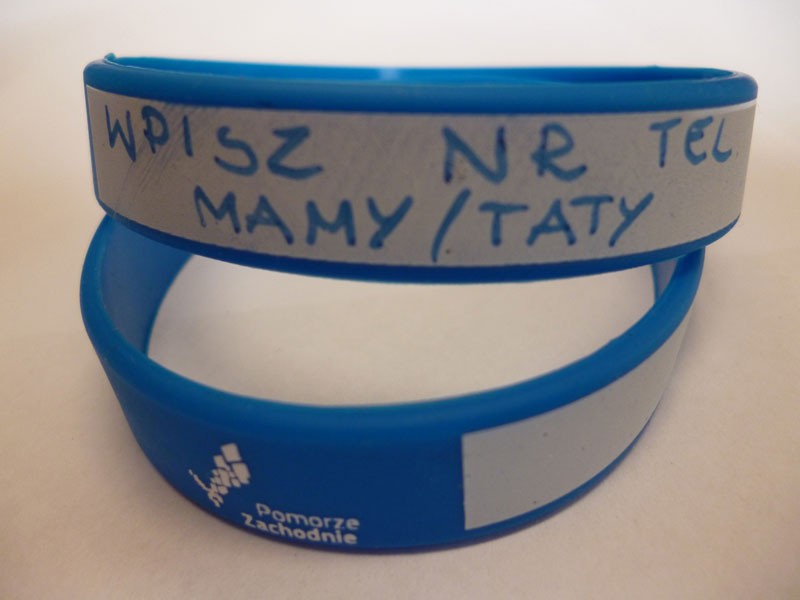 WPISZ NR TEL
MAMY/TATY
Pomorze
Zachodnie